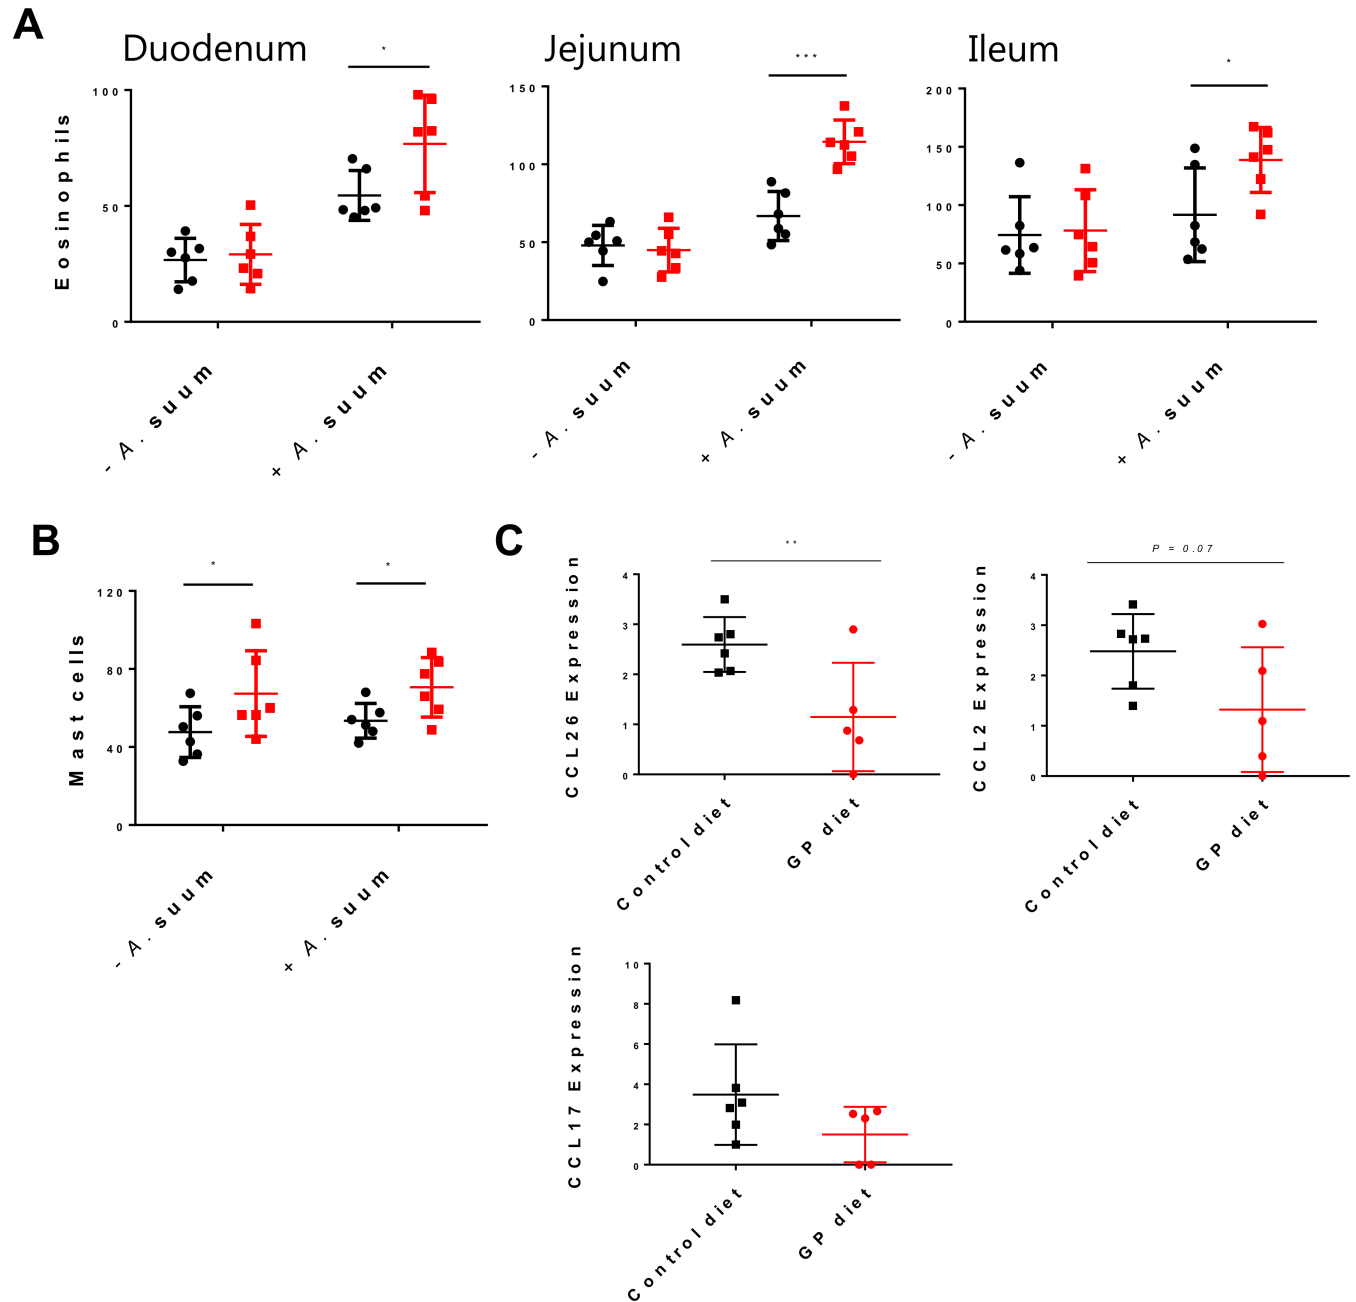 A
Duodenum
Jejunum
Ileum
*
***
*
Eosinophils
100
50
0
150
100
50
0
200
150
100
50
0
- A. suum
+ A. suum
- A. suum
+ A. suum
- A. suum
+ A. suum
B
C
*
*
Mast cells
120
80
40
0
- A. suum
+ A. suum
**
CCL26 Expression
4
3
2
1
0
Control diet
GP diet
P = 0.07
CCL2 Expression
4
3
2
1
0
Control diet
GP diet
CCL17 Expression
10
8
6
4
2
0
Control diet
GP diet